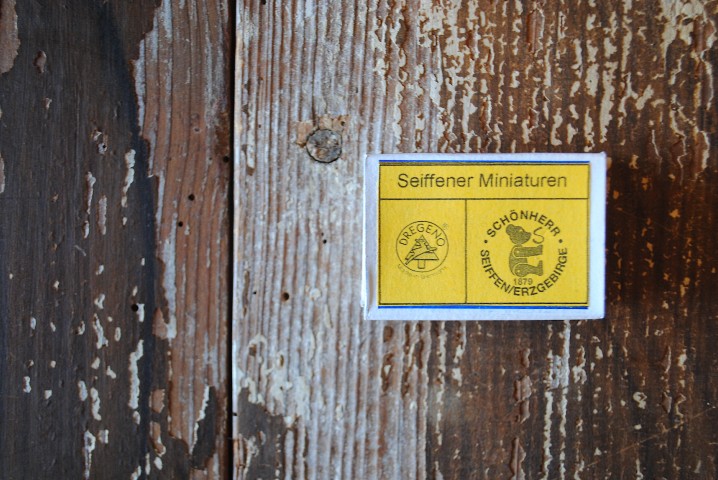 Seiffener Miniaturen
DREGENO
SCHÖNHERR
1879
SEIFFEN/ERZGEBIRGE